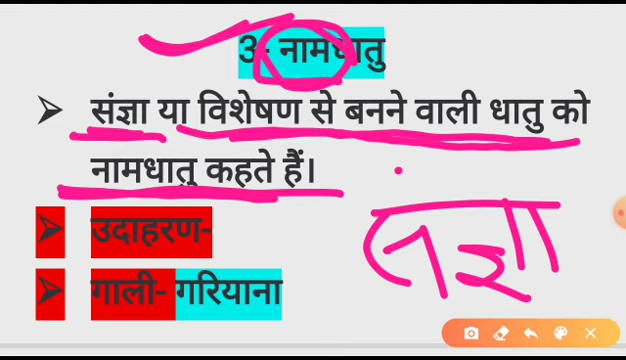 3- नामधातु
➢ संज्ञा या विशेषण से बनने वाली धातु को
नामधातु कहते हैं।
➢ उदाहरण-
➢ गाली- गरियाना
संज्ञा